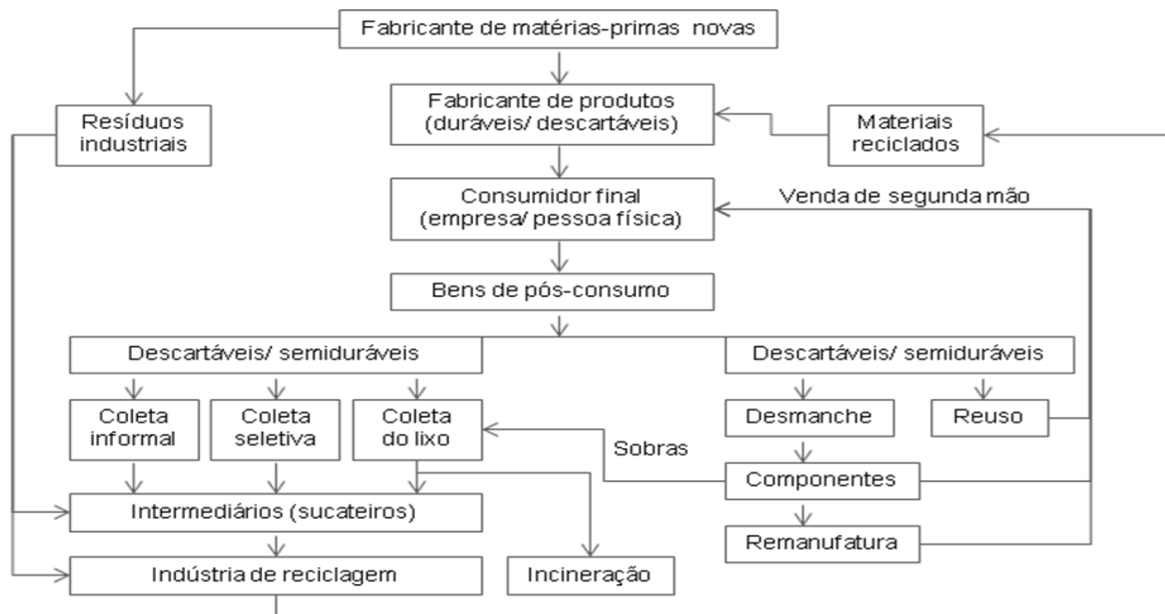 Fabricante de matérias-primas novas
Fabricante de produtos
(duráveis/ descartáveis)
Resíduos
industriais
Materiais
reciclados
Consumidor final
(empresa/ pessoa física)
Venda de segunda mão
Bens de pós-consumo
Descartáveis/ semiduráveis
Descartáveis/ semiduráveis
Coleta
informal
Coleta
seletiva
Coleta
do lixo
Desmanche
Reuso
Sobras
Componentes
Intermediários (sucateiros)
Remanufatura
Indústria de reciclagem
Incineração